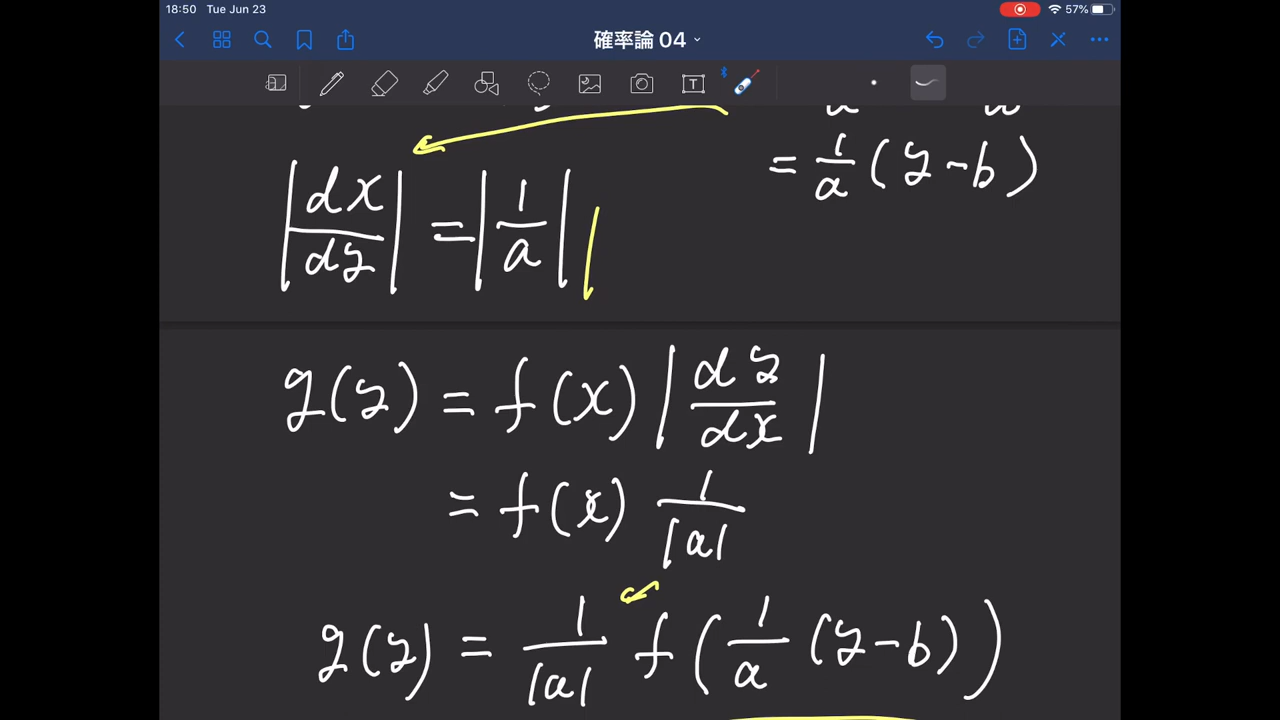 18:50 Tue Jun 23 57%
確率論 04
T
= 1/a (y-b)
|dx/dy| = |1/a|
g(y) = f(x) |dy/dx|
= f(x) 1/|a|
g(y) = 1/|a| f(1/a (y-b))